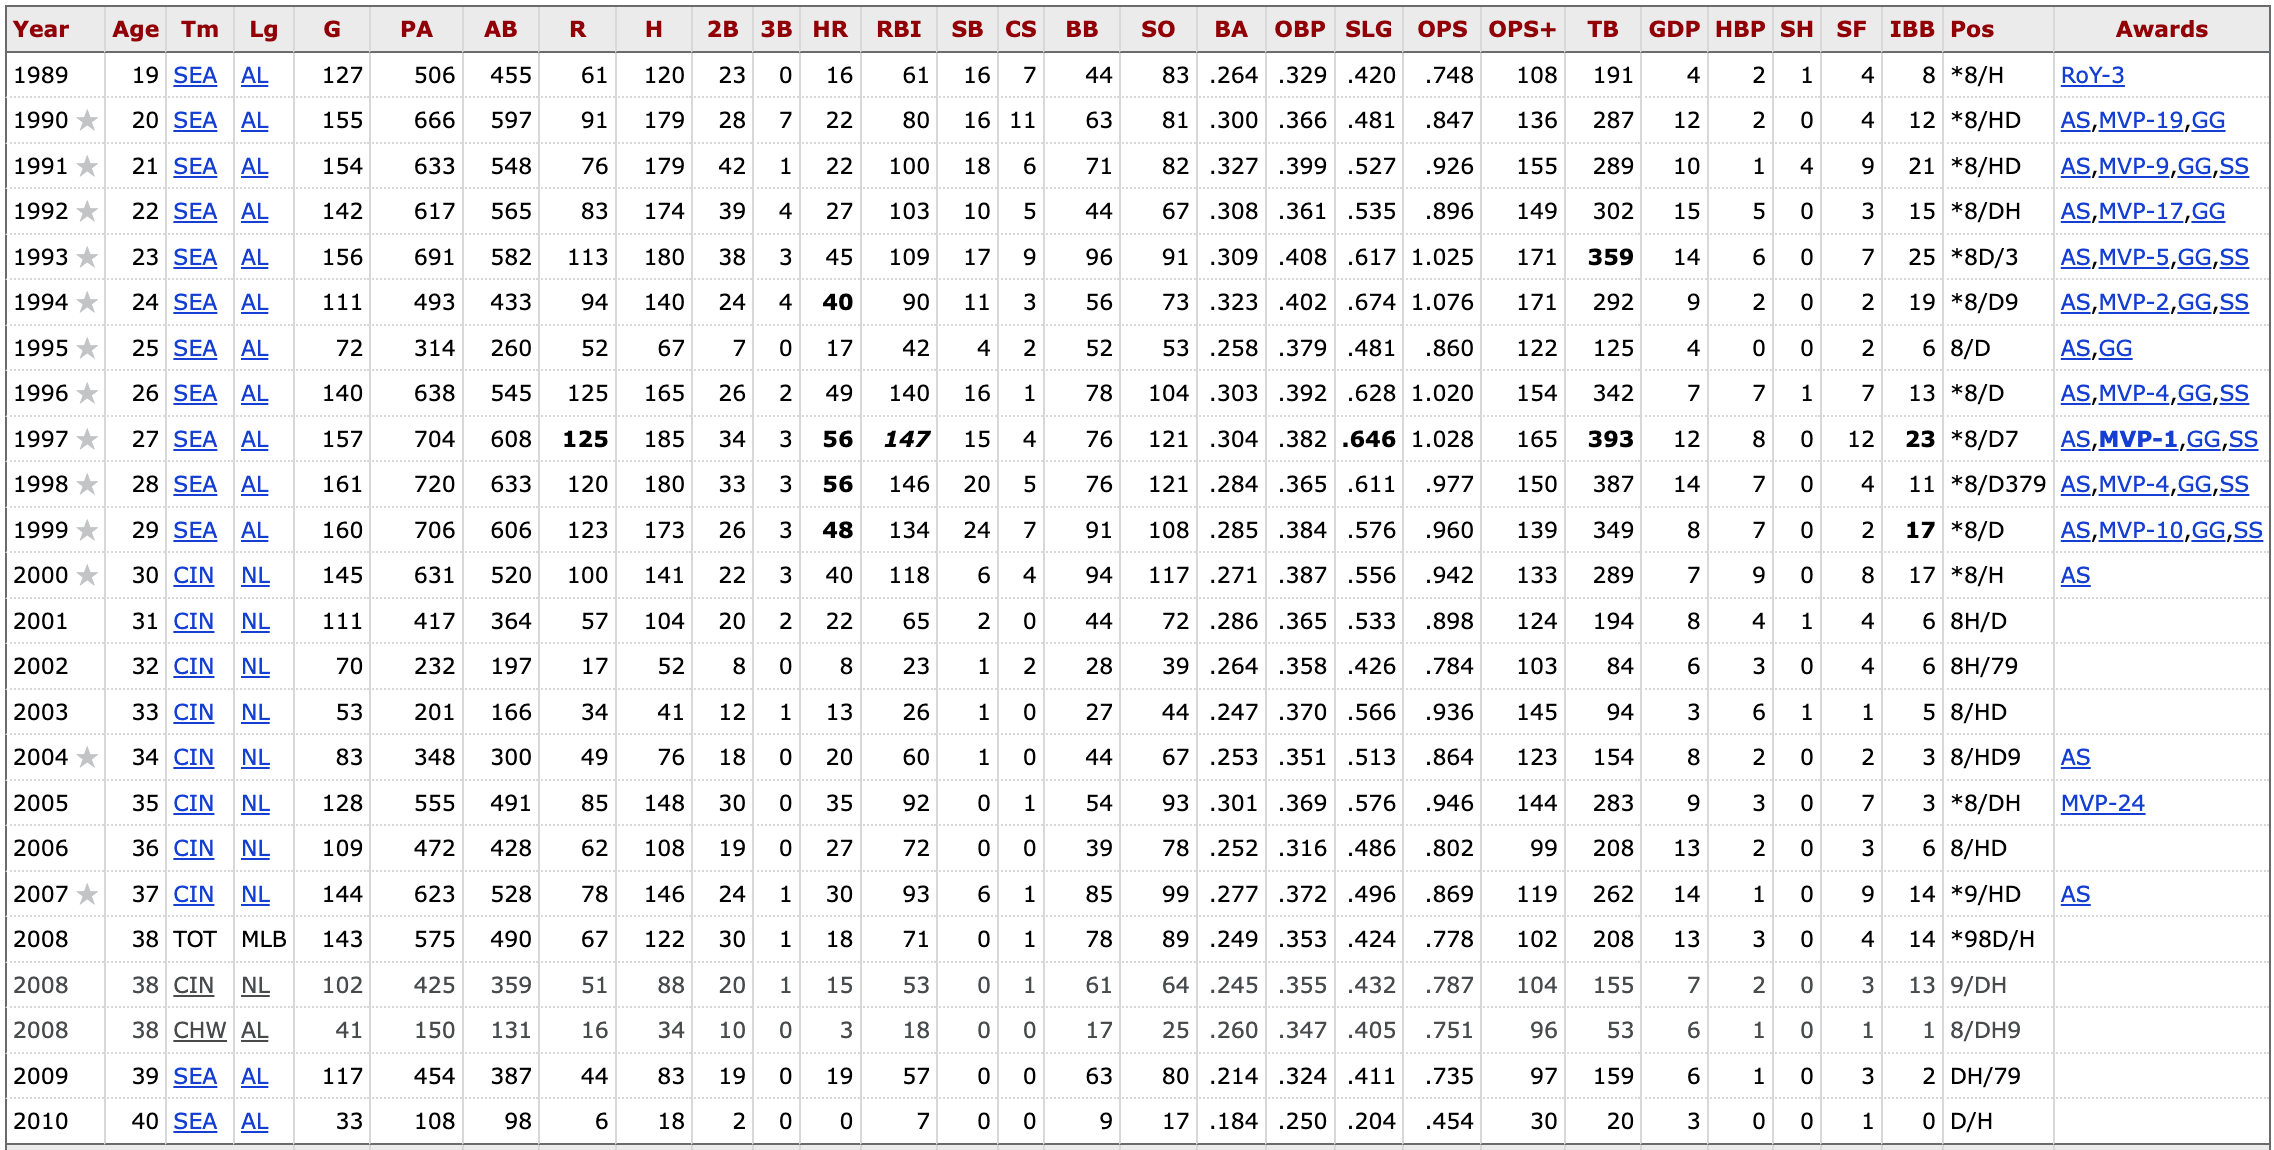 Year Age Tm Lg G PA AB R H 2B 3B HR RBI SB CS BB SO BA OBP SLG OPS OPS+ TB GDP HBP SH SF IBB Pos Awards
1989 19 SEA AL 127 506 455 61 120 23 0 16 61 16 7 44 83 .264 .329 .420 .748 108 191 4 2 1 4 8 *8/H RoY-3
1990 ★ 20 SEA AL 155 666 597 91 179 28 7 22 80 16 11 63 81 .300 .366 .481 .847 136 287 12 2 0 4 12 *8/HD AS,MVP-19,GG
1991 ★ 21 SEA AL 154 633 548 76 179 42 1 22 100 18 6 71 82 .327 .399 .527 .926 155 289 10 1 4 9 21 *8/HD AS,MVP-9,GG,SS
1992 ★ 22 SEA AL 142 617 565 83 174 39 4 27 103 10 5 44 67 .308 .361 .535 .896 149 302 15 5 0 3 15 *8/DH AS,MVP-17,GG
1993 ★ 23 SEA AL 156 691 582 113 180 38 3 45 109 17 9 96 91 .309 .408 .617 1.025 171 359 14 6 0 7 25 *8D/3 AS,MVP-5,GG,SS
1994 ★ 24 SEA AL 111 493 433 94 140 24 4 40 90 11 3 56 73 .323 .402 .674 1.076 171 292 9 2 0 2 19 *8/D9 AS,MVP-2,GG,SS
1995 ★ 25 SEA AL 72 314 260 52 67 7 0 17 42 4 2 52 53 .258 .379 .481 .860 122 125 4 0 0 2 6 8/D AS,GG
1996 ★ 26 SEA AL 140 638 545 125 165 26 2 49 140 16 1 78 104 .303 .392 .628 1.020 154 342 7 7 1 7 13 *8/D AS,MVP-4,GG,SS
1997 ★ 27 SEA AL 157 704 608 125 185 34 3 56 147 15 4 76 121 .304 .382 .646 1.028 165 393 12 8 0 12 23 *8/D7 AS,MVP-1,GG,SS
1998 ★ 28 SEA AL 161 720 633 120 180 33 3 56 146 20 5 76 121 .284 .365 .611 .977 150 387 14 7 0 4 11 *8/D379 AS,MVP-4,GG,SS
1999 ★ 29 SEA AL 160 706 606 123 173 26 3 48 134 24 7 91 108 .285 .384 .576 .960 139 349 8 7 0 2 17 *8/D AS,MVP-10,GG,SS
2000 ★ 30 CIN NL 145 631 520 100 141 22 3 40 118 6 4 94 117 .271 .387 .556 .942 133 289 7 9 0 8 17 *8/H AS
2001 31 CIN NL 111 417 364 57 104 20 2 22 65 2 0 44 72 .286 .365 .533 .898 124 194 8 4 1 4 6 8H/D
2002 32 CIN NL 70 232 197 17 52 8 0 8 23 1 2 28 39 .264 .358 .426 .784 103 84 6 3 0 4 6 8H/79
2003 33 CIN NL 53 201 166 34 41 12 1 13 26 1 0 27 44 .247 .370 .566 .936 145 94 3 6 1 1 5 8/HD
2004 ★ 34 CIN NL 83 348 300 49 76 18 0 20 60 1 0 44 67 .253 .351 .513 .864 123 154 8 2 0 2 3 8/HD9 AS
2005 35 CIN NL 128 555 491 85 148 30 0 35 92 0 1 54 93 .301 .369 .576 .946 144 283 9 3 0 7 3 *8/DH MVP-24
2006 36 CIN NL 109 472 428 62 108 19 0 27 72 0 0 39 78 .252 .316 .486 .802 99 208 13 2 0 3 6 8/HD
2007 ★ 37 CIN NL 144 623 528 78 146 24 1 30 93 6 1 85 99 .277 .372 .496 .869 119 262 14 1 0 9 14 *9/HD AS
2008 38 TOT MLB 143 575 490 67 122 30 1 18 71 0 1 78 89 .249 .353 .424 .778 102 208 13 3 0 4 14 *98D/H
2008 38 CIN NL 102 425 359 51 88 20 1 15 53 0 1 61 64 .245 .355 .432 .787 104 155 7 2 0 3 13 9/DH
2008 38 CHW AL 41 150 131 16 34 10 0 3 18 0 0 17 25 .260 .347 .405 .751 96 53 6 1 0 1 1 8/DH9
2009 39 SEA AL 117 454 387 44 83 19 0 19 57 0 0 63 80 .214 .324 .411 .735 97 159 6 1 0 3 2 DH/79
2010 40 SEA AL 33 108 98 6 18 2 0 0 7 0 0 9 17 .184 .250 .204 .454 30 20 3 0 0 1 0 D/H